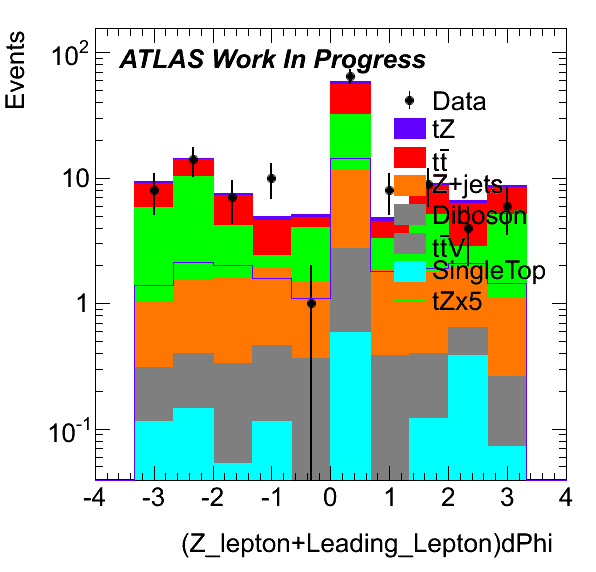 Events
10²
10
1
10⁻¹
ATLAS Work In Progress
Data
tZ
tt̄
Z+jets
Diboson
tt̄V
SingleTop
tZx5
-4 -3 -2 -1 0 1 2 3 4
(Z_lepton+Leading_Lepton)dPhi